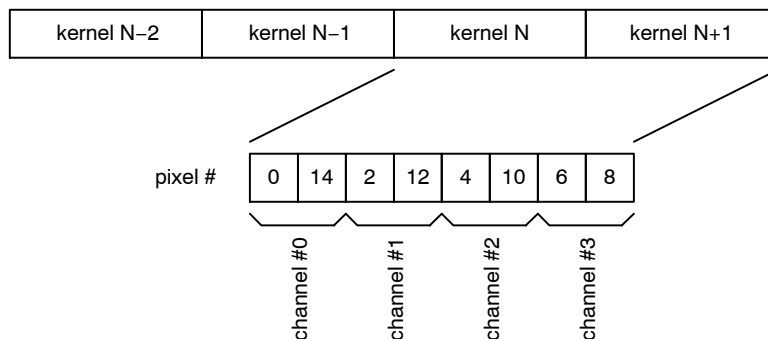 kernel N−2 kernel N−1 kernel N kernel N+1
pixel # 0 14 2 12 4 10 6 8
channel #0 channel #1 channel #2 channel #3